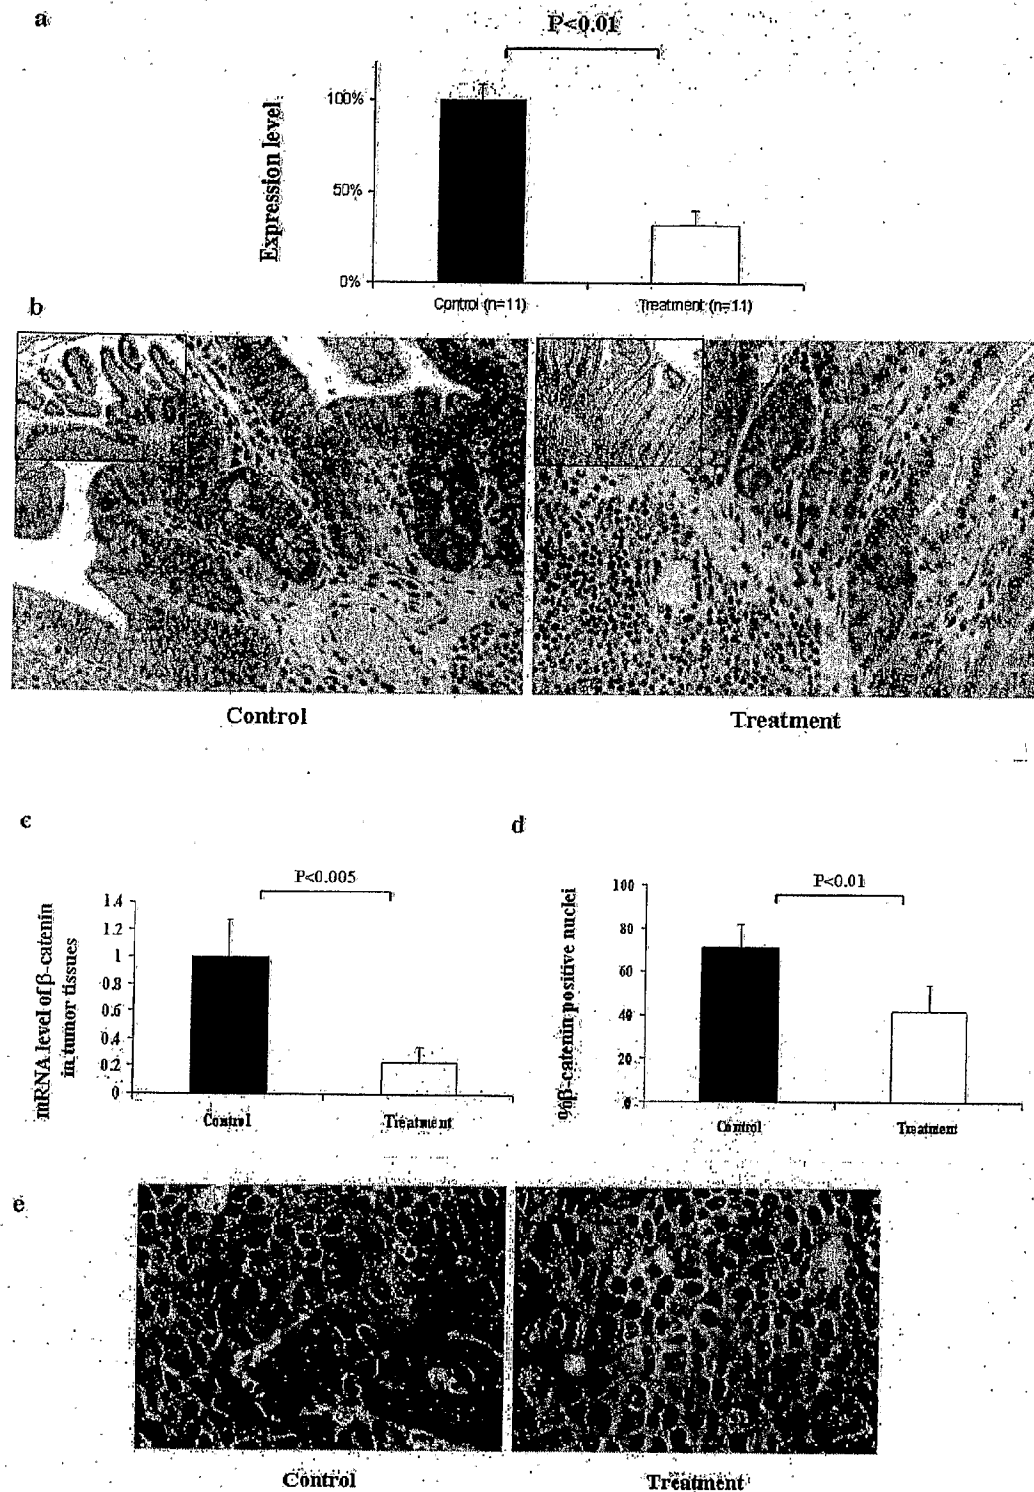 a
P<0.01
Expression level
100%
50%
0%
Control (n=11)
Treatment (n=11)
b
Control
Treatment
c
P<0.005
mRNA level of β-catenin
in tumor tissues
1.4
1.2
1
0.8
0.6
0.4
0.2
0
Control
Treatment
d
P<0.01
%β-catenin positive nuclei
100
80
60
40
20
0
Control
Treatment
e
Control
Treatment